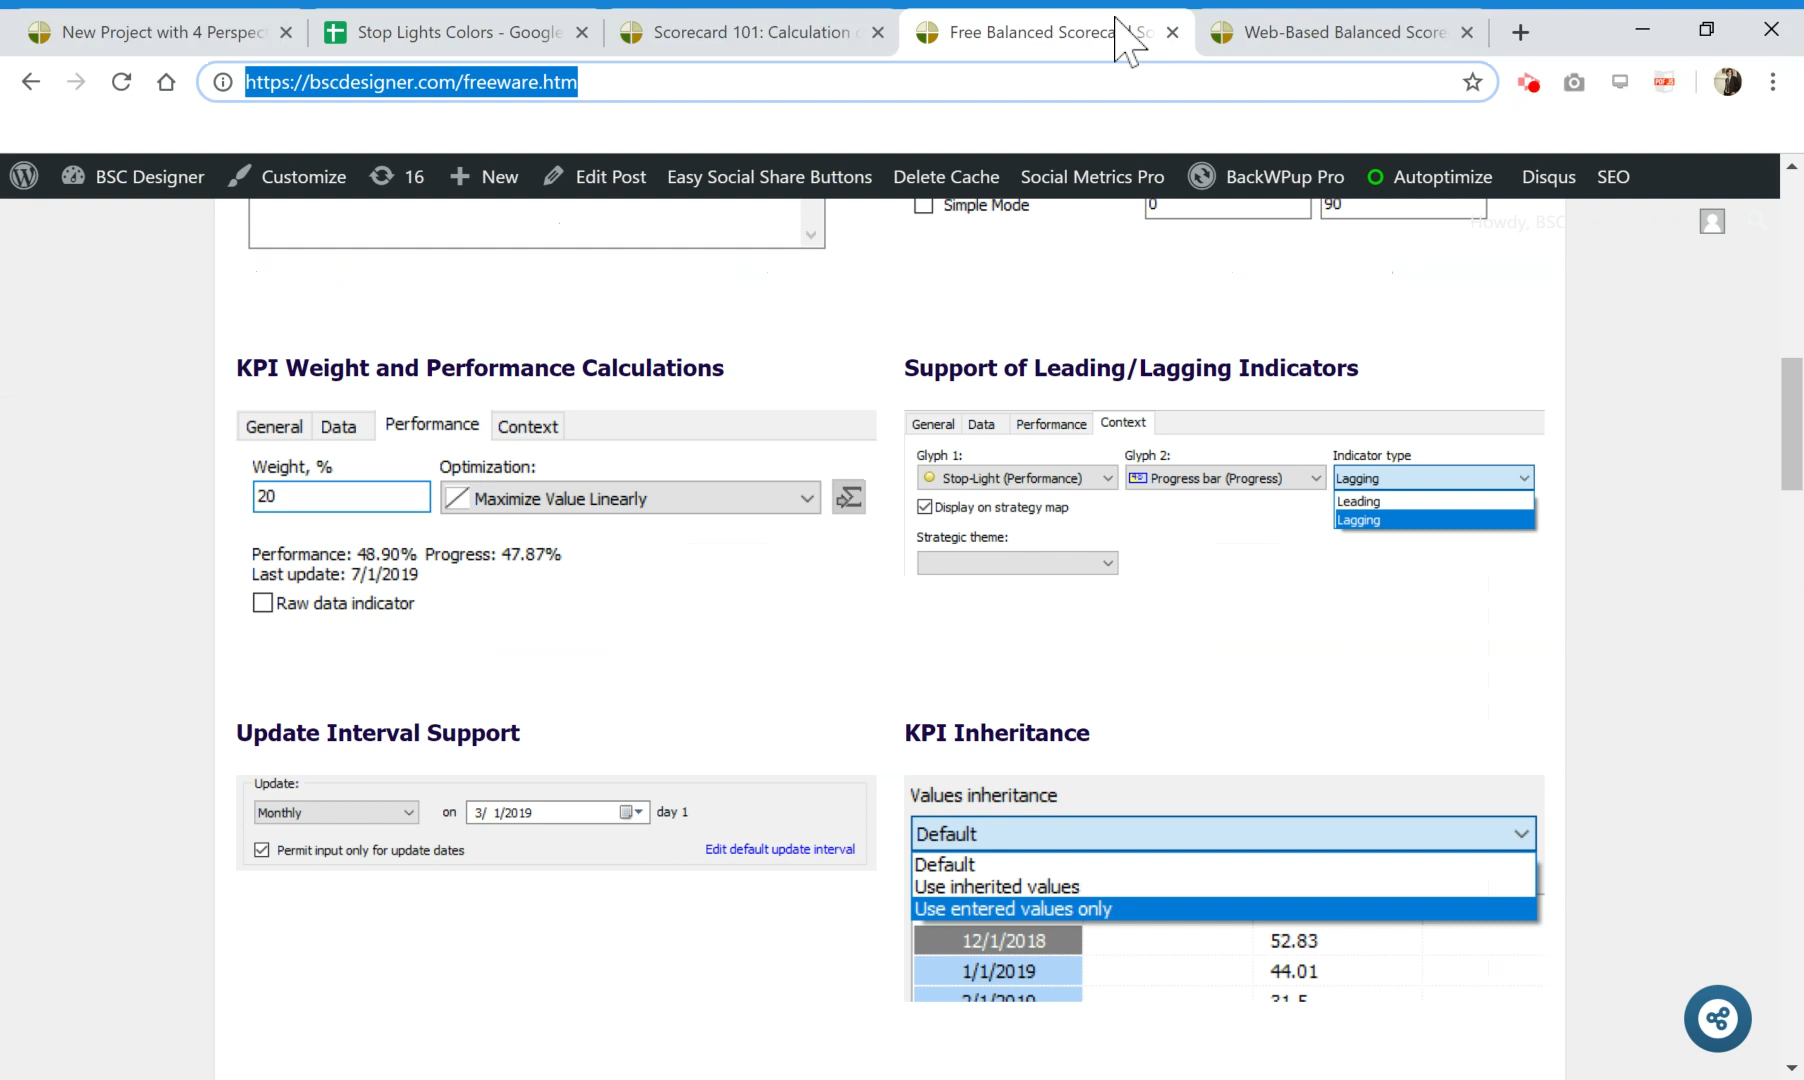 New Project with 4 Perspec
Stop Lights Colors - Google
Scorecard 101: Calculation
Free Balanced Scoreca
Web-Based Balanced Score
https://bscdesigner.com/freeware.htm
BSC Designer
Customize
16
New
Edit Post
Easy Social Share Buttons
Delete Cache
Social Metrics Pro
BackWPup Pro
Autoptimize
Disqus
SEO
Howdy, BSC
Simple Mode
0
90
KPI Weight and Performance Calculations
General Data Performance Context
Weight, % Optimization:
20 Maximize Value Linearly
Performance: 48.90% Progress: 47.87%
Last update: 7/1/2019
Raw data indicator
Support of Leading/Lagging Indicators
General Data Performance Context
Glyph 1: Glyph 2: Indicator type
Stop-Light (Performance) Progress bar (Progress) Lagging
Leading
Display on strategy map
Lagging
Strategic theme:
Update Interval Support
Update:
Monthly on 3/ 1/2019 day 1
Permit input only for update dates Edit default update interval
KPI Inheritance
Values inheritance
Default
Default
Use inherited values
Use entered values only
12/1/2018 52.83
1/1/2019 44.01
2/1/2019 31.5